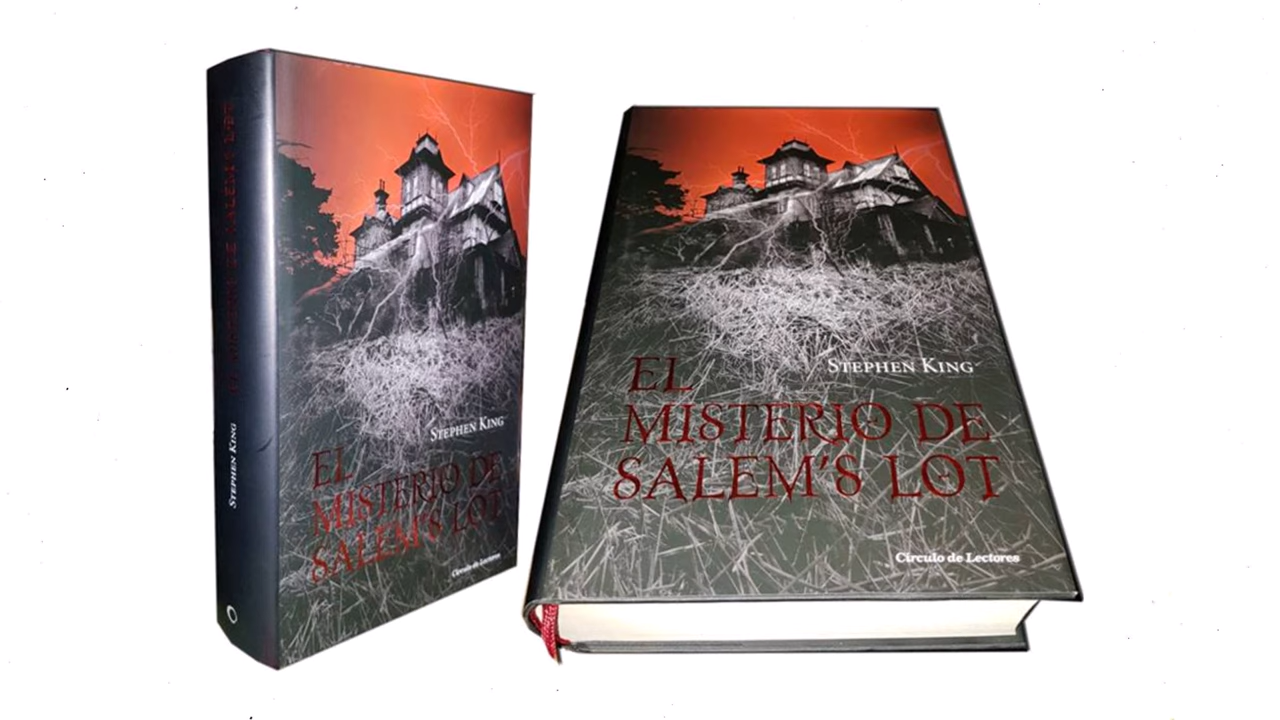 EL MISTERIO DE SALEM'S LOT
STEPHEN KING
STEPHEN KING
EL
MISTERIO DE
SALEM'S LOT
Círculo de Lectores
STEPHEN KING
EL
MISTERIO DE
SALEM'S LOT
Círculo de Lectores